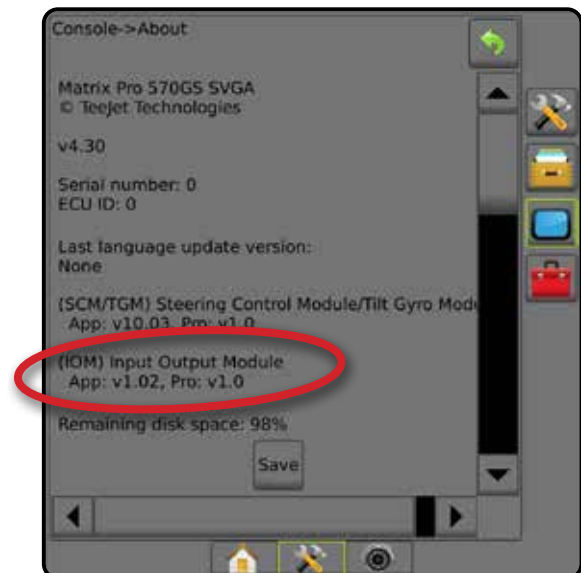 Console->About
Matrix Pro 570GS SVGA
© TeeJet Technologies
v4.30
Serial number: 0
ECU ID: 0
Last language update version:
None
(SCM/TGM) Steering Control Module/Tilt Gyro Modu
App: v10.03, Pro: v1.0
(IOM) Input Output Module
App: v1.02, Pro: v1.0
Remaining disk space: 98%
Save